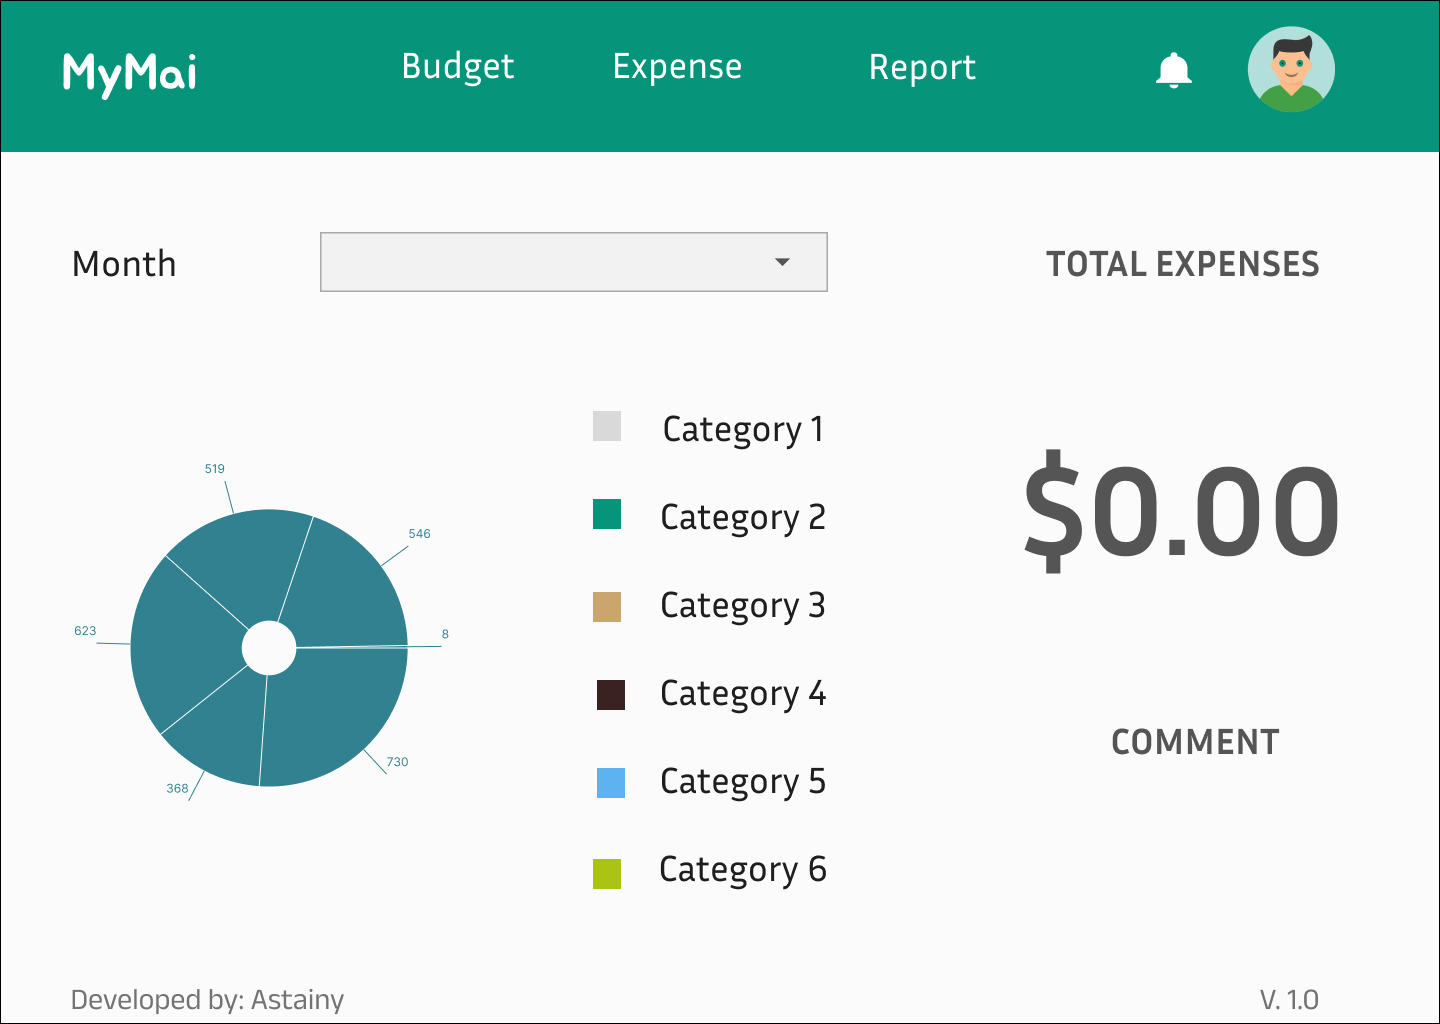 MyMai
Budget
Expense
Report
Month
TOTAL EXPENSES
Category 1
Category 2
Category 3
Category 4
Category 5
Category 6
519
546
623
8
730
368
$0.00
COMMENT
Developed by: Astainy
V. 1.0